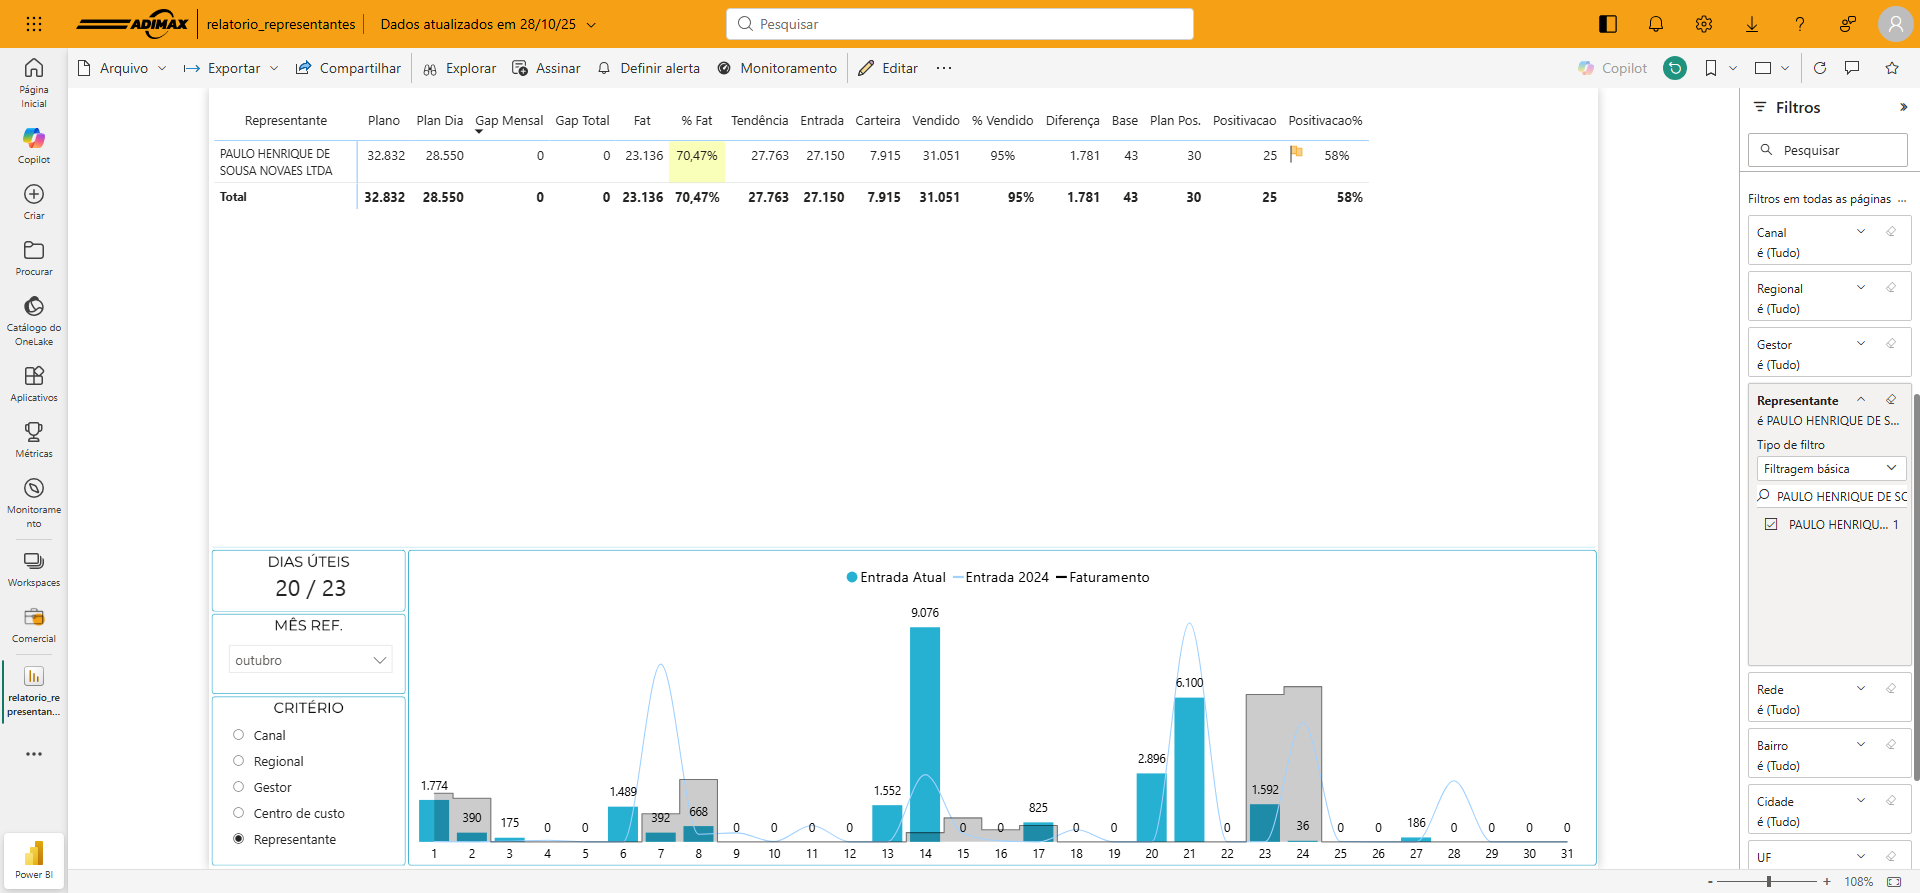 ADIMAX
relatorio_representantes
Dados atualizados em 28/10/25
Pesquisar
Arquivo
Exportar
Compartilhar
Explorar
Assinar
Definir alerta
Monitoramento
Editar
Copilot
Página
Inicial
Copilot
Criar
Procurar
Catálogo do
OneLake
Aplicativos
Métricas
Monitorame
nto
Workspaces
Comercial
relatorio_re
presentan...
Power BI
Representante Plano Plan Dia Gap Mensal Gap Total Fat % Fat Tendência Entrada Carteira Vendido % Vendido Diferença Base Plan Pos. Positivacao Positivacao%
PAULO HENRIQUE DE
SOUSA NOVAES LTDA
32.832 28.550 0 0 23.136 70,47% 27.763 27.150 7.915 31.051 95% 1.781 43 30 25 58%
Total 32.832 28.550 0 0 23.136 70,47% 27.763 27.150 7.915 31.051 95% 1.781 43 30 25 58%
DIAS ÚTEIS
20 / 23
MÊS REF.
outubro
CRITÉRIO
Canal
Regional
Gestor
Centro de custo
Representante
Entrada Atual Entrada 2024 Faturamento
1.774 390 175 0 0 1.489 392 668 0 0 0 0 1.552 9.076 0 0 825 0 0 2.896 6.100 0 1.592 36 0 0 186 0 0 0 0
1 2 3 4 5 6 7 8 9 10 11 12 13 14 15 16 17 18 19 20 21 22 23 24 25 26 27 28 29 30 31
Filtros
Pesquisar
Filtros em todas as páginas ...
Canal
é (Tudo)
Regional
é (Tudo)
Gestor
é (Tudo)
Representante
é PAULO HENRIQUE DE S...
Tipo de filtro
Filtragem básica
PAULO HENRIQUE DE SC
PAULO HENRIQU... 1
Rede
é (Tudo)
Bairro
é (Tudo)
Cidade
é (Tudo)
UF
- + 108%